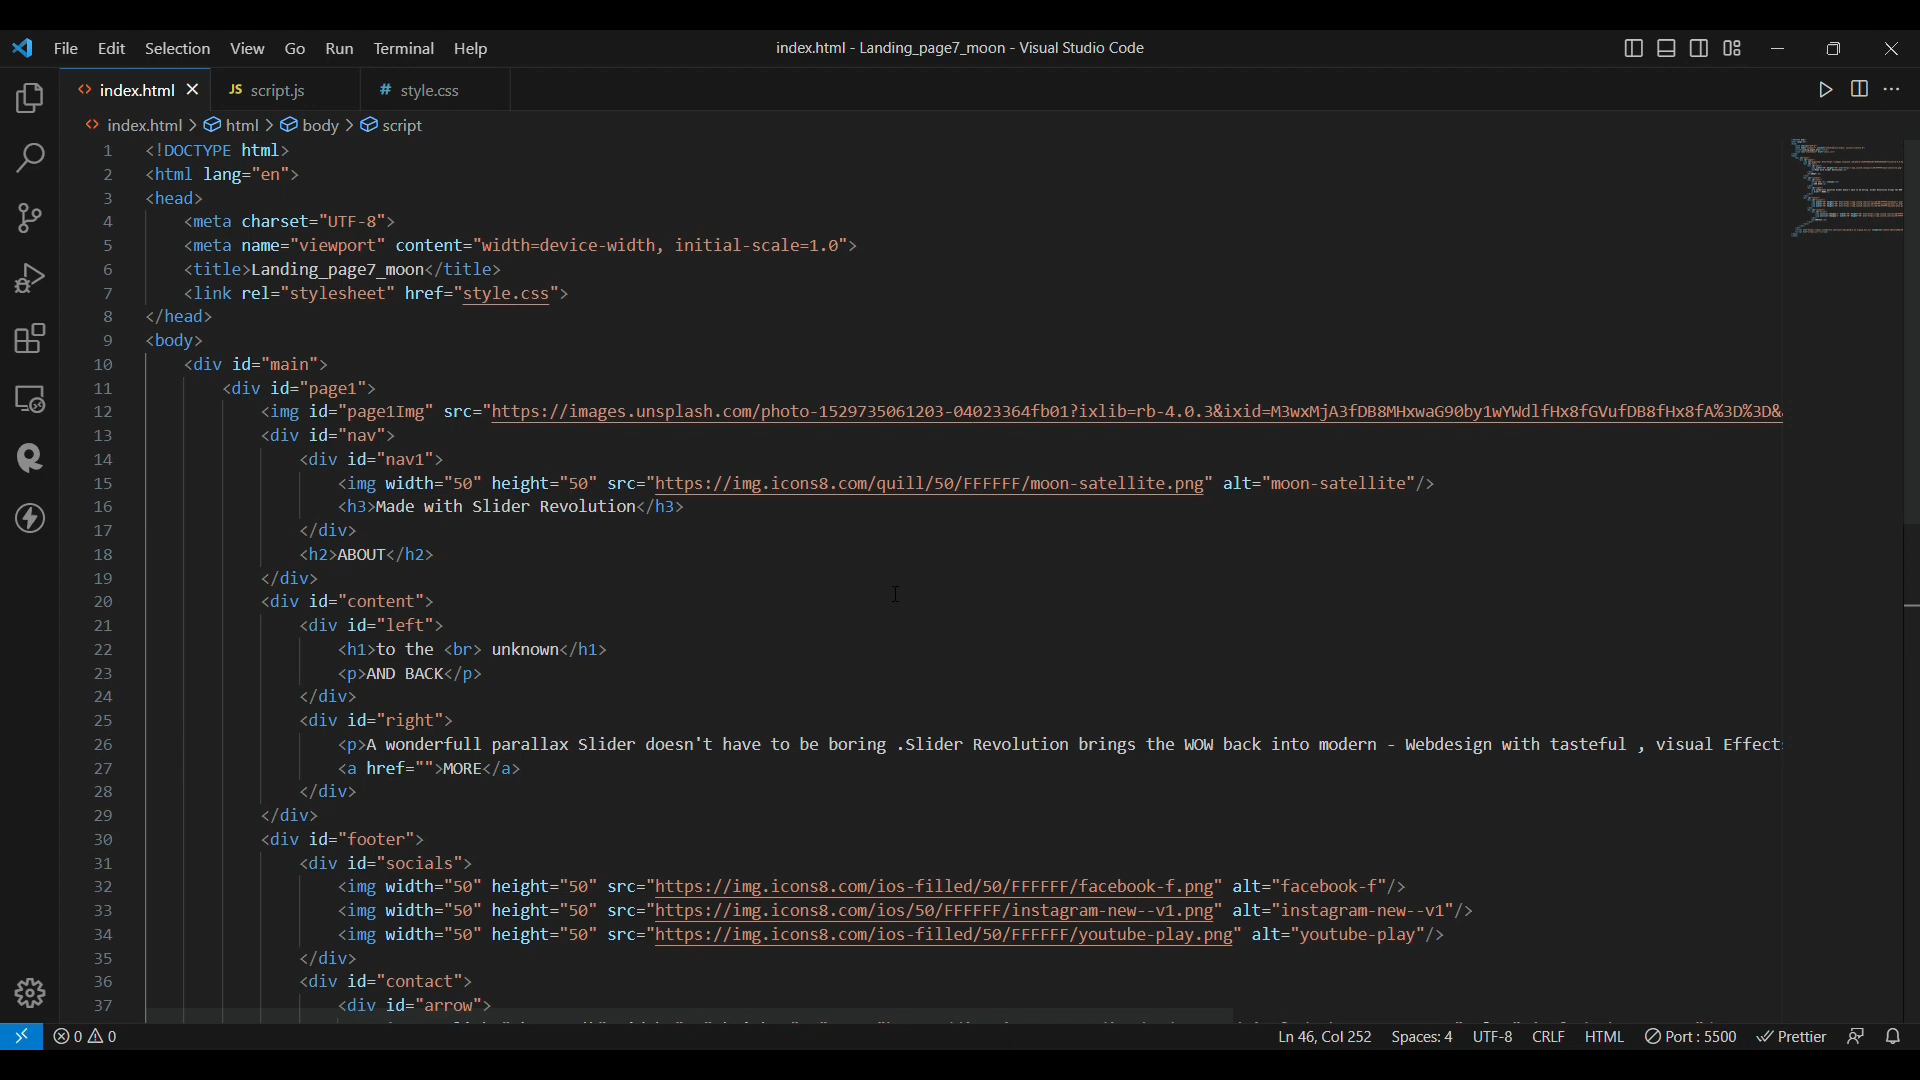 File Edit Selection View Go Run Terminal Help
index.html - Landing_page7_moon - Visual Studio Code
index.html JS script.js # style.css
index.html > html > body > script
1 <!DOCTYPE html>
2 <html lang="en">
3 <head>
4 <meta charset="UTF-8">
5 <meta name="viewport" content="width=device-width, initial-scale=1.0">
6 <title>Landing_page7_moon</title>
7 <link rel="stylesheet" href="style.css">
8 </head>
9 <body>
10 <div id="main">
11 <div id="page1">
12 <img id="page1Img" src="https://images.unsplash.com/photo-1529735061203-04023364fb01?ixlib=rb-4.0.3&ixid=M3wxMjA3fDB8MHxwaG90by1wYWdlfHx8fGVufDB8fHx8fA%3D%3D&
13 <div id="nav">
14 <div id="nav1">
15 <img width="50" height="50" src="https://img.icons8.com/quill/50/FFFFFF/moon-satellite.png" alt="moon-satellite"/>
16 <h3>Made with Slider Revolution</h3>
17 </div>
18 <h2>ABOUT</h2>
19 </div>
20 <div id="content">
21 <div id="left">
22 <h1>to the <br> unknown</h1>
23 <p>AND BACK</p>
24 </div>
25 <div id="right">
26 <p>A wonderfull parallax Slider doesn't have to be boring .Slider Revolution brings the WOW back into modern - Webdesign with tasteful , visual Effect
27 <a href="">MORE</a>
28 </div>
29 </div>
30 <div id="footer">
31 <div id="socials">
32 <img width="50" height="50" src="https://img.icons8.com/ios-filled/50/FFFFFF/facebook-f.png" alt="facebook-f"/>
33 <img width="50" height="50" src="https://img.icons8.com/ios/50/FFFFFF/instagram-new--v1.png" alt="instagram-new--v1"/>
34 <img width="50" height="50" src="https://img.icons8.com/ios-filled/50/FFFFFF/youtube-play.png" alt="youtube-play"/>
35 </div>
36 <div id="contact">
37 <div id="arrow">
0 0 Ln 46, Col 252 Spaces: 4 UTF-8 CRLF HTML Port : 5500 Prettier